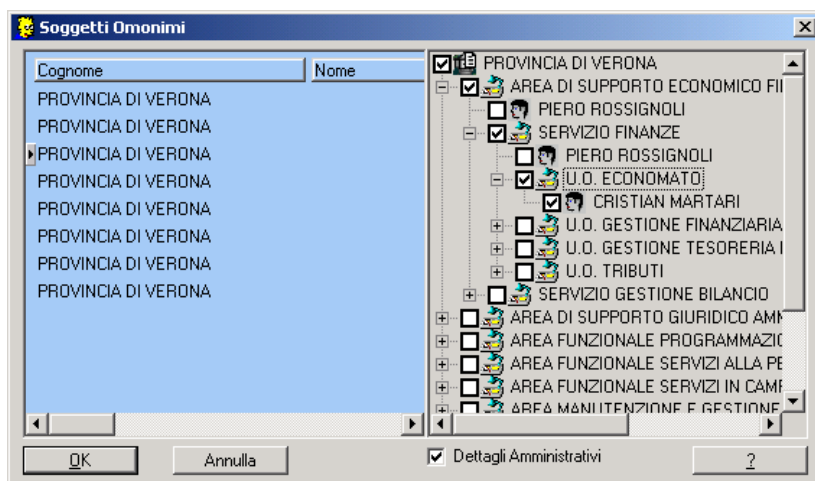 Soggetti Omonimi
Cognome Nome
PROVINCIA DI VERONA
PROVINCIA DI VERONA
PROVINCIA DI VERONA
PROVINCIA DI VERONA
PROVINCIA DI VERONA
PROVINCIA DI VERONA
PROVINCIA DI VERONA
PROVINCIA DI VERONA
PROVINCIA DI VERONA
AREA DI SUPPORTO ECONOMICO FI
PIERO ROSSIGNOLI
SERVIZIO FINANZE
PIERO ROSSIGNOLI
U.O. ECONOMATO
CRISTIAN MARTARI
U.O. GESTIONE FINANZIARIA
U.O. GESTIONE TESORERIA
U.O. TRIBUTI
SERVIZIO GESTIONE BILANCIO
AREA DI SUPPORTO GIURIDICO AMM
AREA FUNZIONALE PROGRAMMAZIO
AREA FUNZIONALE SERVIZI ALLA PE
AREA FUNZIONALE SERVIZI IN CAMP
AREA MANUTENZIONE E GESTIONE
OK Annulla Dettagli Amministrativi ?